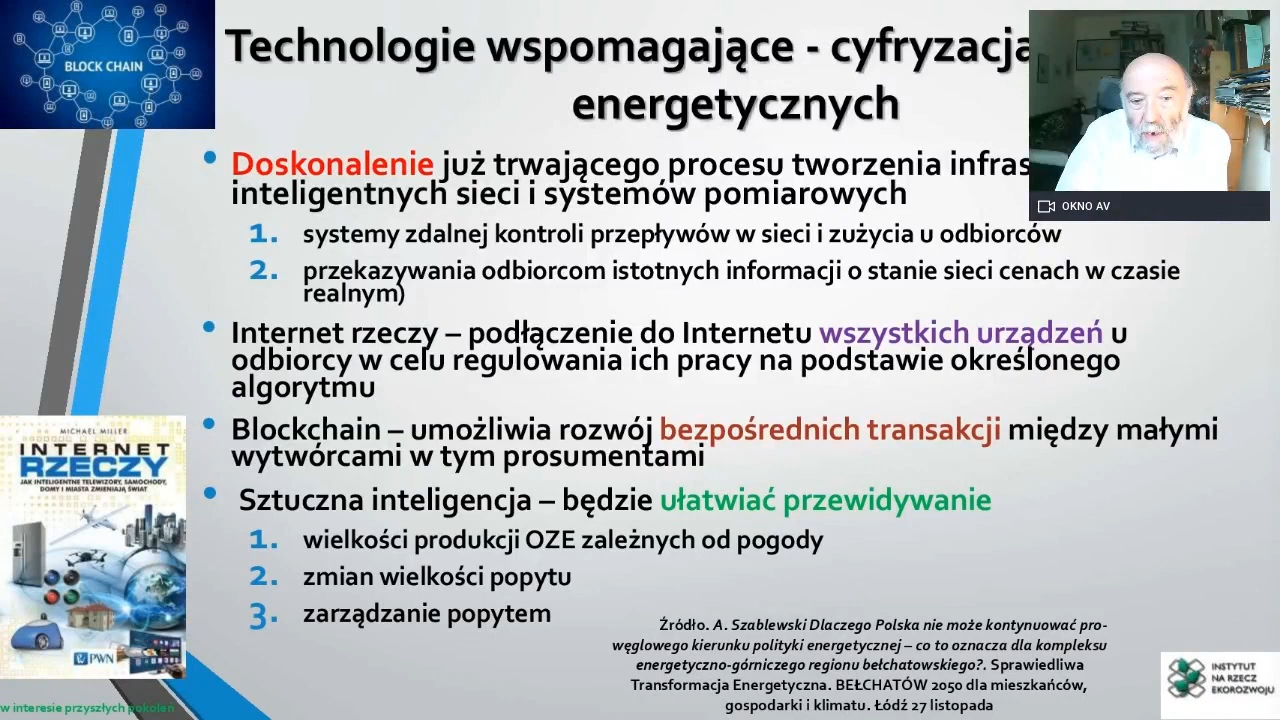 BLOCK CHAIN
Technologie wspomagające - cyfryzacja
energetycznych
OKNO AV
• Doskonalenie już trwającego procesu tworzenia
inteligentnych sieci i systemów pomiarowych
1. systemy zdalnej kontroli przepływów w sieci i zużycia u odbiorców
2. przekazywania odbiorcom istotnych informacji o stanie sieci cenach w czasie
realnym)
• Internet rzeczy – podłączenie do Internetu wszystkich urządzeń u
odbiorcy w celu regulowania ich pracy na podstawie określonego
algorytmu
• Blockchain – umożliwia rozwój bezpośrednich transakcji między małymi
wytwórcami w tym prosumentami
• Sztuczna inteligencja – będzie ułatwiać przewidywanie
1. wielkości produkcji OZE zależnych od pogody
2. zmian wielkości popytu
3. zarządzanie popytem
MICHAEL MILLER
INTERNET
RZECZY
JAK INTELIGENTNE TELEWIZORY, SAMOCHODY,
DOMY I MIASTA ZMIENIAJĄ ŚWIAT
PWN
Źródło. A. Szablewski Dlaczego Polska nie może kontynuować pro-
węglowego kierunku polityki energetycznej – co to oznacza dla kompleksu
energetyczno-górniczego regionu bełchatowskiego?. Sprawiedliwa
Transformacja Energetyczna. BEŁCHATÓW 2050 dla mieszkańców,
gospodarki i klimatu. Łódź 27 listopada
INSTYTUT
NA RZECZ
EKOROZWOJU
w interesie przyszłych pokoleń